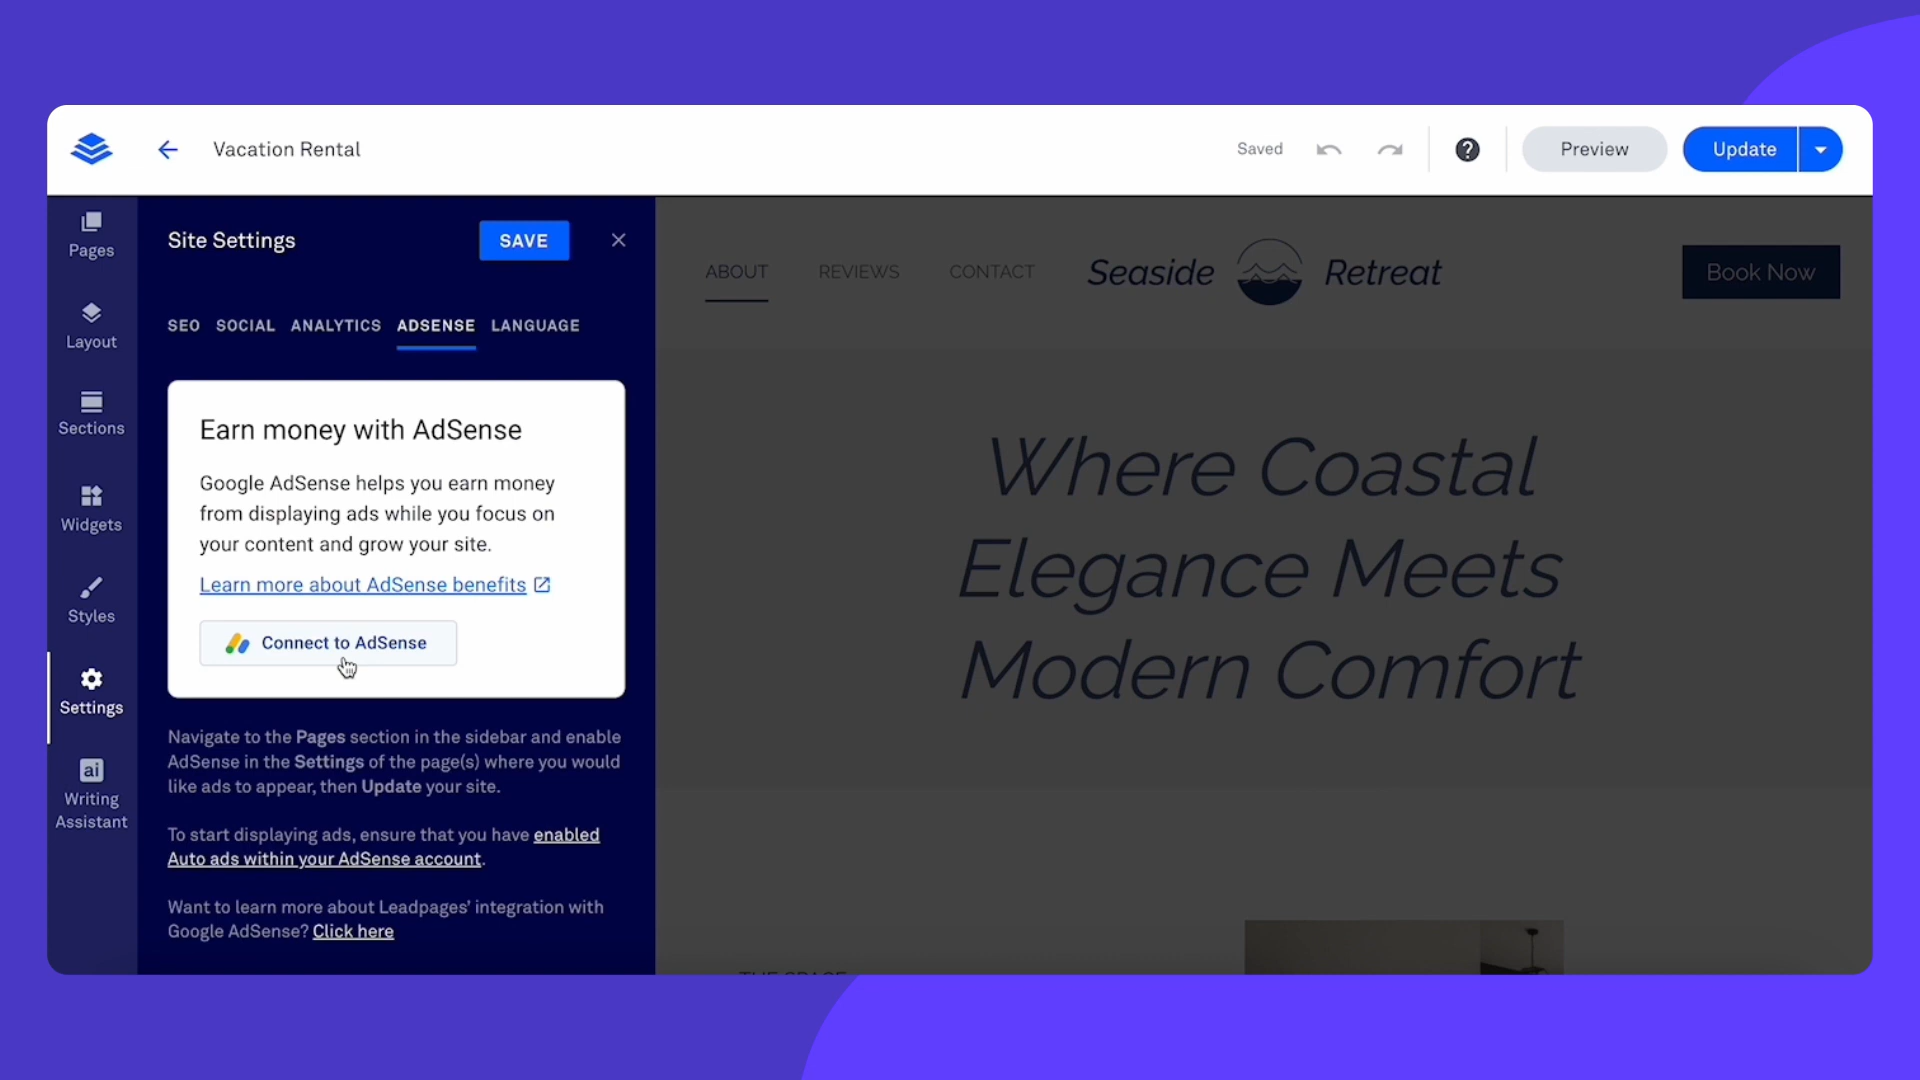 Vacation Rental
Saved
Preview
Update
Pages
Layout
Sections
Widgets
Styles
Settings
ai
Writing
Assistant
Site Settings
SAVE
SEO SOCIAL ANALYTICS ADSENSE LANGUAGE
Earn money with AdSense
Google AdSense helps you earn money
from displaying ads while you focus on
your content and grow your site.
Learn more about AdSense benefits
Connect to AdSense
Navigate to the Pages section in the sidebar and enable
AdSense in the Settings of the page(s) where you would
like ads to appear, then Update your site.
To start displaying ads, ensure that you have enabled
Auto ads within your AdSense account.
Want to learn more about Leadpages' integration with
Google AdSense? Click here
ABOUT REVIEWS CONTACT
Seaside Retreat
Book Now
Where Coastal
Elegance Meets
Modern Comfort
THE SPACE